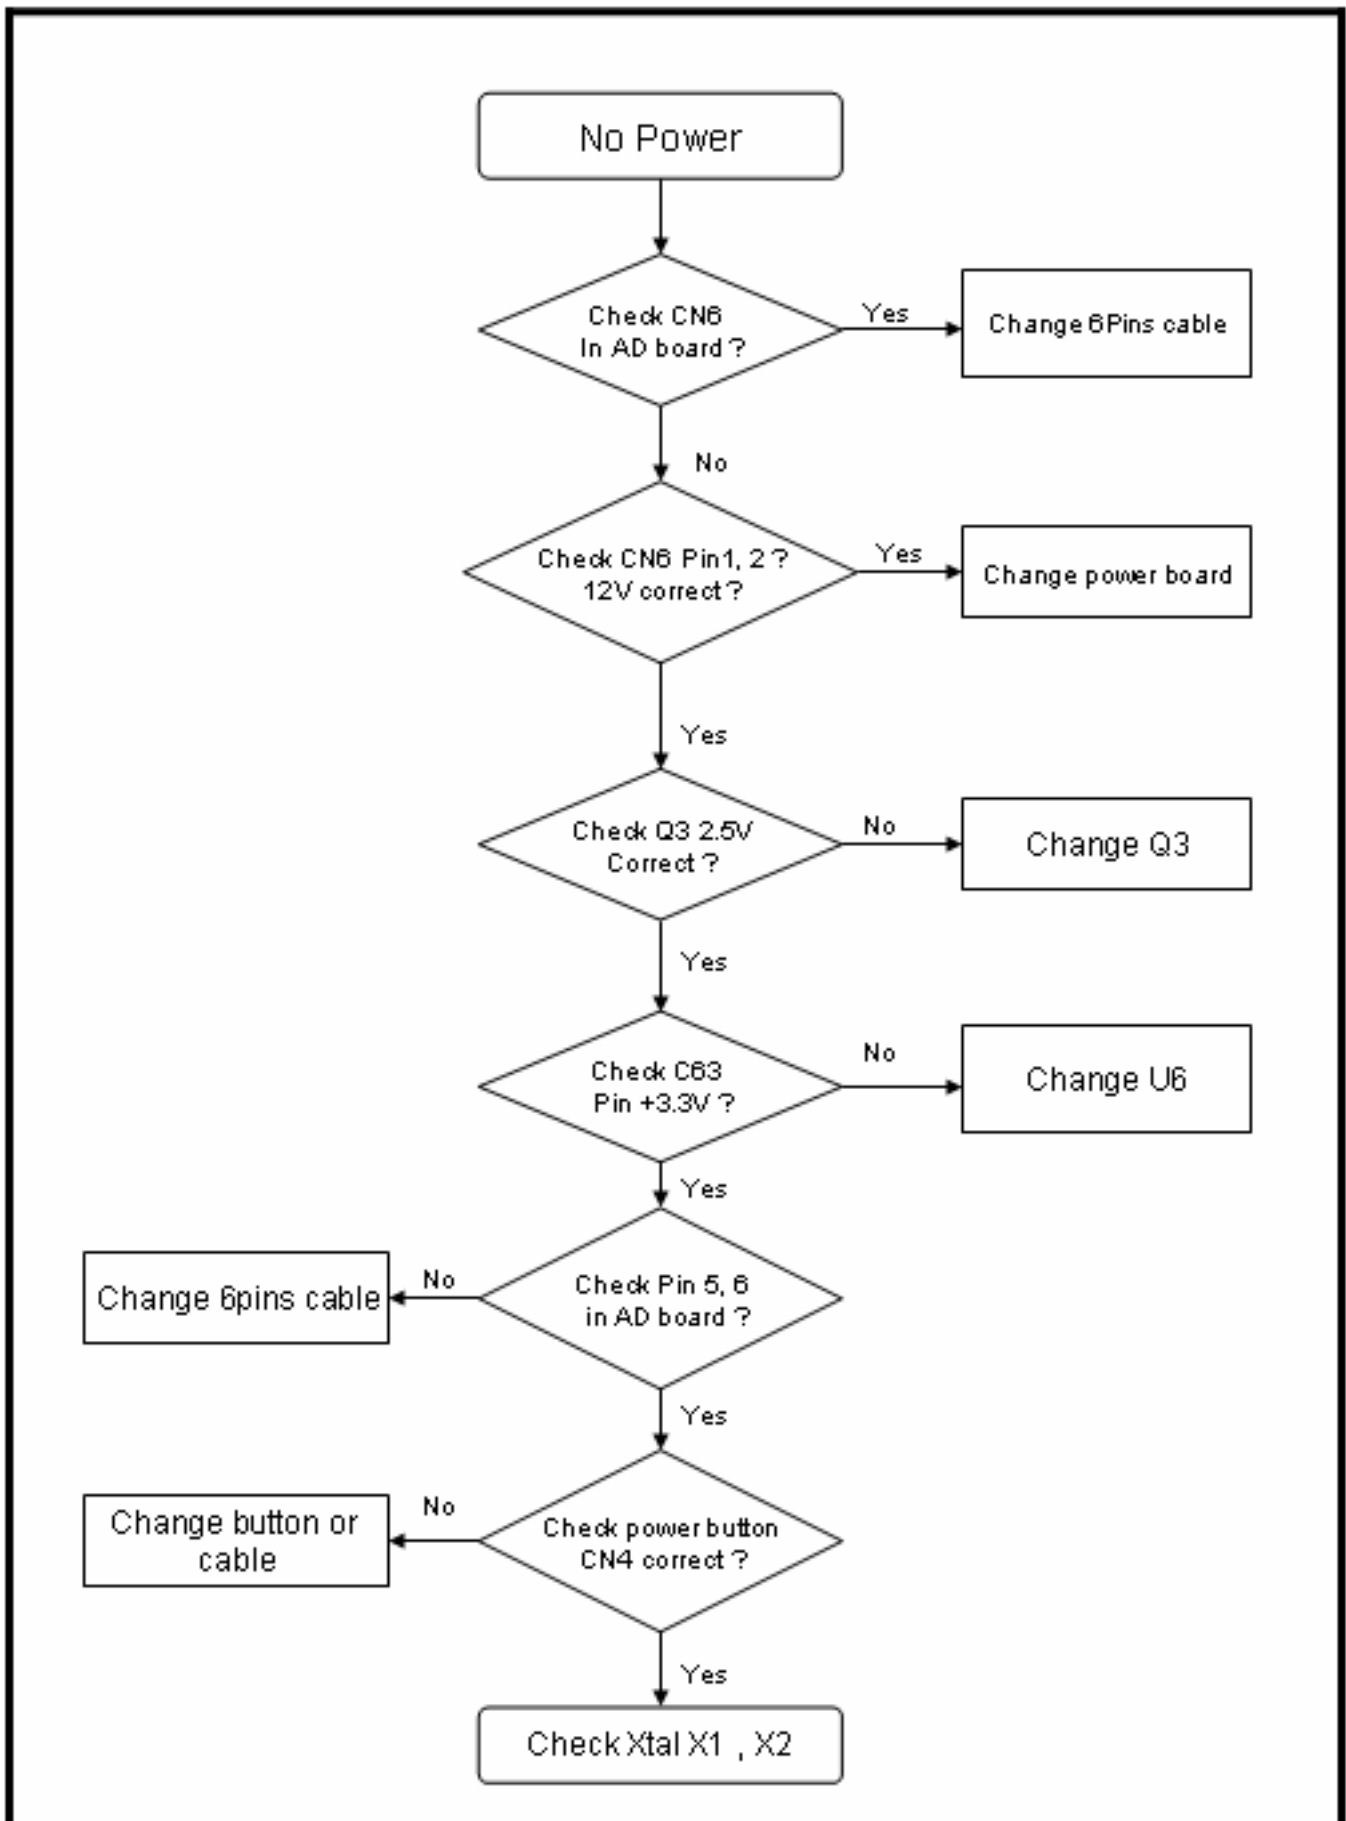 No Power
Check CN6
In AD board ?
Yes
Change 6Pins cable
No
Check CN6 Pin1, 2 ?
12V correct ?
Yes
Change power board
Yes
Check Q3 2.5V
Correct ?
No
Change Q3
Yes
Check C63
Pin +3.3V ?
No
Change U6
Yes
Check Pin 5, 6
in AD board ?
No
Change 6pins cable
Yes
Check power button
CN4 correct ?
No
Change button or
cable
Yes
Check Xtal X1 , X2